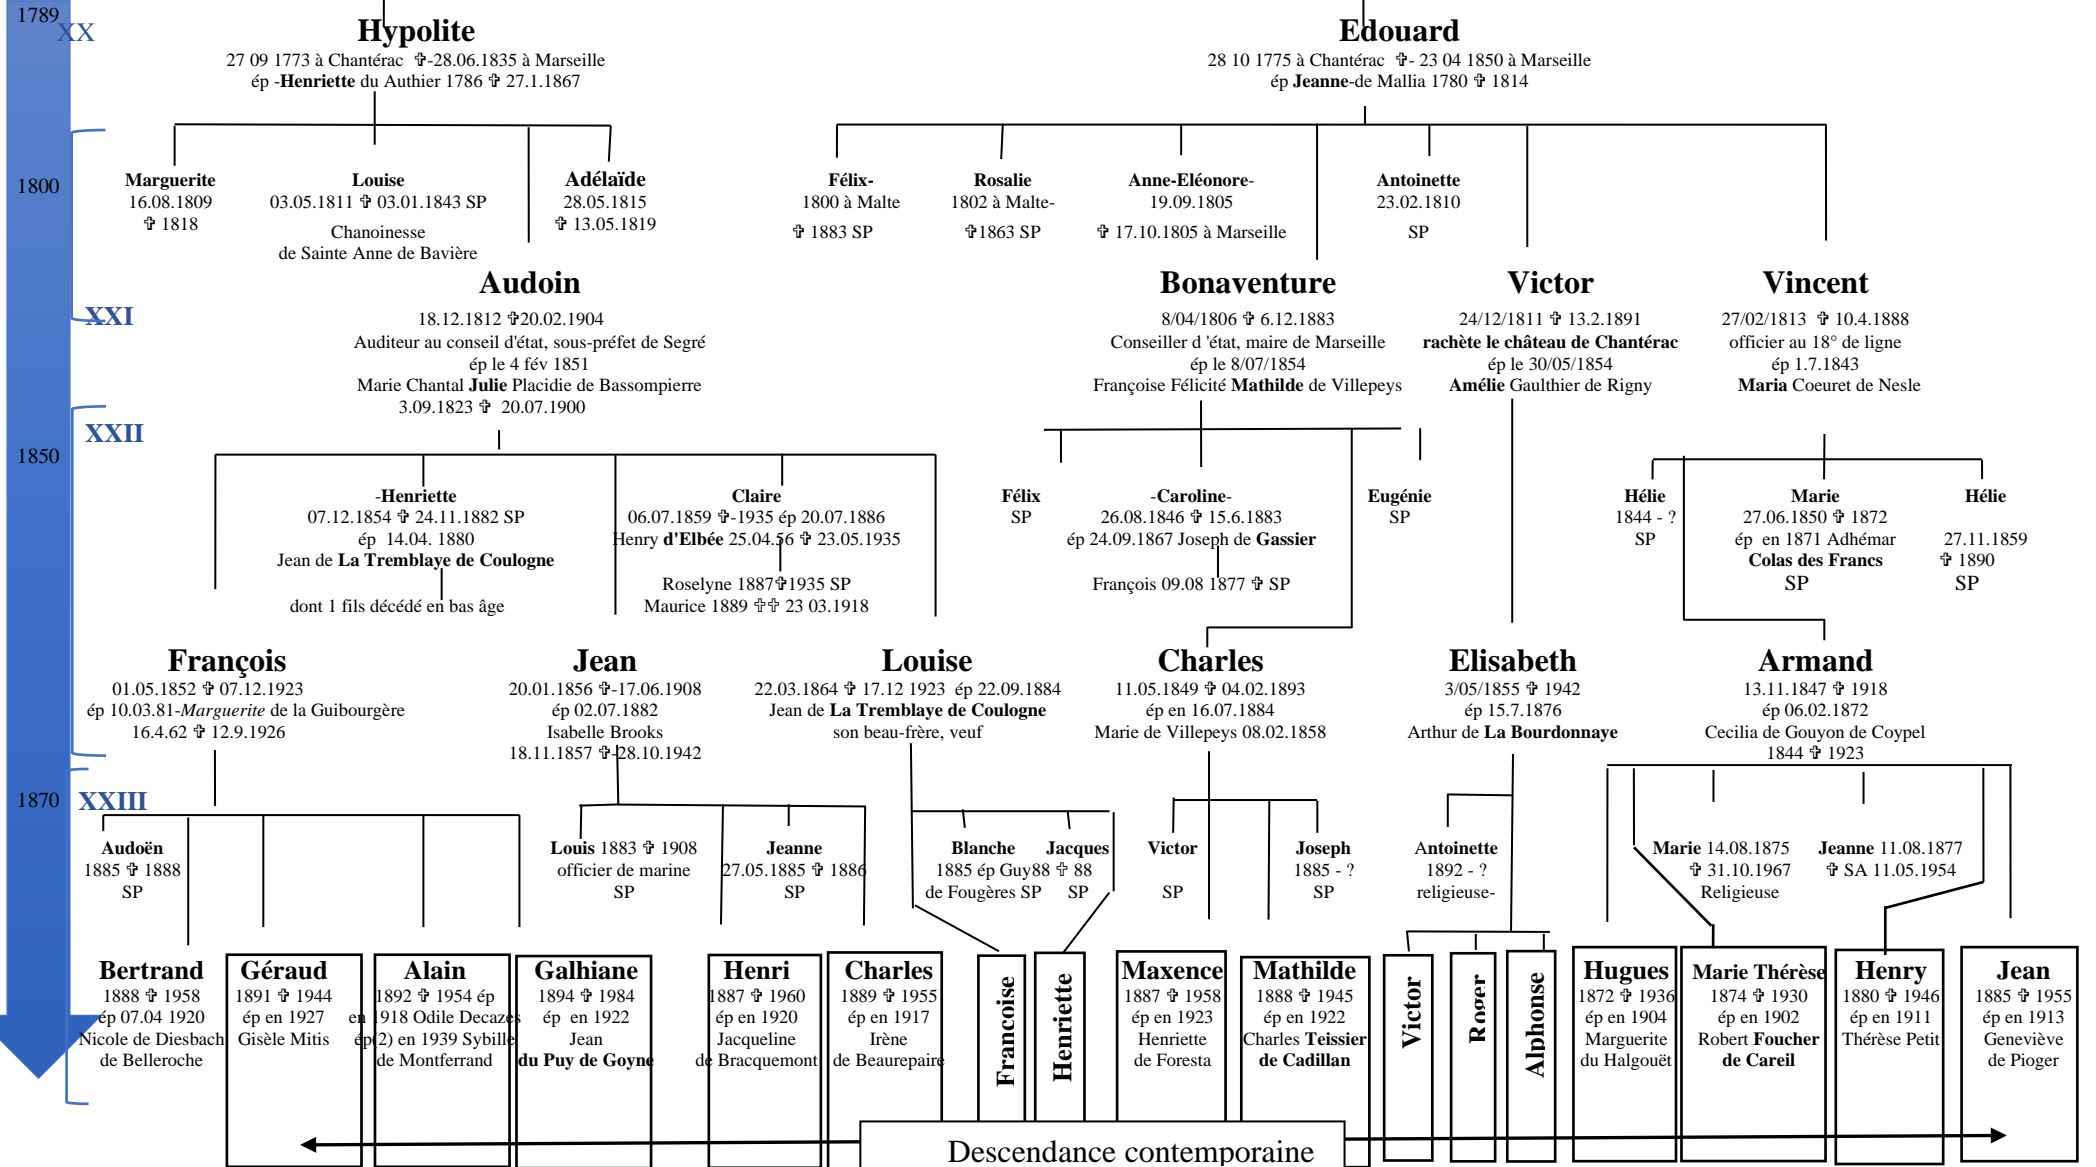 1789
XX
Hypolite
27 09 1773 à Chantérac ✞-28.06.1835 à Marseille
ép -Henriette du Authier 1786 ✞ 27.1.1867
Edouard
28 10 1775 à Chantérac ✞- 23 04 1850 à Marseille
ép Jeanne-de Mallia 1780 ✞ 1814
1800
Marguerite
16.08.1809
✞ 1818
Louise
03.05.1811 ✞ 03.01.1843 SP
Chanoinesse
de Sainte Anne de Bavière
Adélaïde
28.05.1815
✞ 13.05.1819
Félix-
1800 à Malte
✞ 1883 SP
Rosalie
1802 à Malte-
✞1863 SP
Anne-Eléonore-
19.09.1805
✞ 17.10.1805 à Marseille
Antoinette
23.02.1810
SP
XXI
Audoin
18.12.1812 ✞20.02.1904
Auditeur au conseil d'état, sous-préfet de Segré
ép le 4 fév 1851
Marie Chantal Julie Placidie de Bassompierre
3.09.1823 ✞ 20.07.1900
Bonaventure
8/04/1806 ✞ 6.12.1883
Conseiller d 'état, maire de Marseille
ép le 8/07/1854
Françoise Félicité Mathilde de Villepeys
Victor
24/12/1811 ✞ 13.2.1891
rachète le château de Chantérac
ép le 30/05/1854
Amélie Gaulthier de Rigny
Vincent
27/02/1813 ✞ 10.4.1888
officier au 18° de ligne
ép 1.7.1843
Maria Coeuret de Nesle
XXII
1850
-Henriette
07.12.1854 ✞ 24.11.1882 SP
ép 14.04. 1880
Jean de La Tremblaye de Coulogne
dont 1 fils décédé en bas âge
Claire
06.07.1859 ✞-1935 ép 20.07.1886
Henry d'Elbée 25.04.56 ✞ 23.05.1935
Roselyne 1887✞1935 SP
Maurice 1889 ✞✞ 23 03.1918
Félix
SP
-Caroline-
26.08.1846 ✞ 15.6.1883
ép 24.09.1867 Joseph de Gassier
François 09.08 1877 ✞ SP
Eugénie
SP
Hélie
1844 - ?
SP
Marie
27.06.1850 ✞ 1872
ép en 1871 Adhémar
Colas des Francs
SP
Hélie
27.11.1859
✞ 1890
SP
François
01.05.1852 ✞ 07.12.1923
ép 10.03.81-Marguerite de la Guibourgère
16.4.62 ✞ 12.9.1926
Jean
20.01.1856 ✞-17.06.1908
ép 02.07.1882
Isabelle Brooks
18.11.1857 ✞-28.10.1942
Louise
22.03.1864 ✞ 17.12 1923 ép 22.09.1884
Jean de La Tremblaye de Coulogne
son beau-frère, veuf
Charles
11.05.1849 ✞ 04.02.1893
ép en 16.07.1884
Marie de Villepeys 08.02.1858
Elisabeth
3/05/1855 ✞ 1942
ép 15.7.1876
Arthur de La Bourdonnaye
Armand
13.11.1847 ✞ 1918
ép 06.02.1872
Cecilia de Gouyon de Coypel
1844 ✞ 1923
1870
XXIII
Audoën
1885 ✞ 1888
SP
Louis 1883 ✞ 1908
officier de marine
SP
Jeanne
27.05.1885 ✞ 1886
SP
Blanche
1885 ép Guy
de Fougères SP
Jacques
88 ✞ 88
SP
Victor
SP
Joseph
1885 - ?
SP
Antoinette
1892 - ?
religieuse-
Marie 14.08.1875
✞ 31.10.1967
Religieuse
Jeanne 11.08.1877
✞ SA 11.05.1954
Bertrand
1888 ✞ 1958
ép 07.04 1920
Nicole de Diesbach
de Belleroche
Géraud
1891 ✞ 1944
ép en 1927
Gisèle Mitis
Alain
1892 ✞ 1954 ép
en 1918 Odile Decazes
ép(2) en 1939 Sybille
de Montferrand
Galhiane
1894 ✞ 1984
ép en 1922
Jean
du Puy de Goyne
Henri
1887 ✞ 1960
ép en 1920
Jacqueline
de Bracquemont
Charles
1889 ✞ 1955
ép en 1917
Irène
de Beaurepaire
Francoise
Henriette
Maxence
1887 ✞ 1958
ép en 1923
Henriette
de Foresta
Mathilde
1888 ✞ 1945
ép en 1922
Charles Teissier
de Cadillan
Victor
Roger
Alphonse
Hugues
1872 ✞ 1936
ép en 1904
Marguerite
du Halgouët
Marie Thérèse
1874 ✞ 1930
ép en 1902
Robert Foucher
de Careil
Henry
1880 ✞ 1946
ép en 1911
Thérèse Petit
Jean
1885 ✞ 1955
ép en 1913
Geneviève
de Pioger
Descendance contemporaine